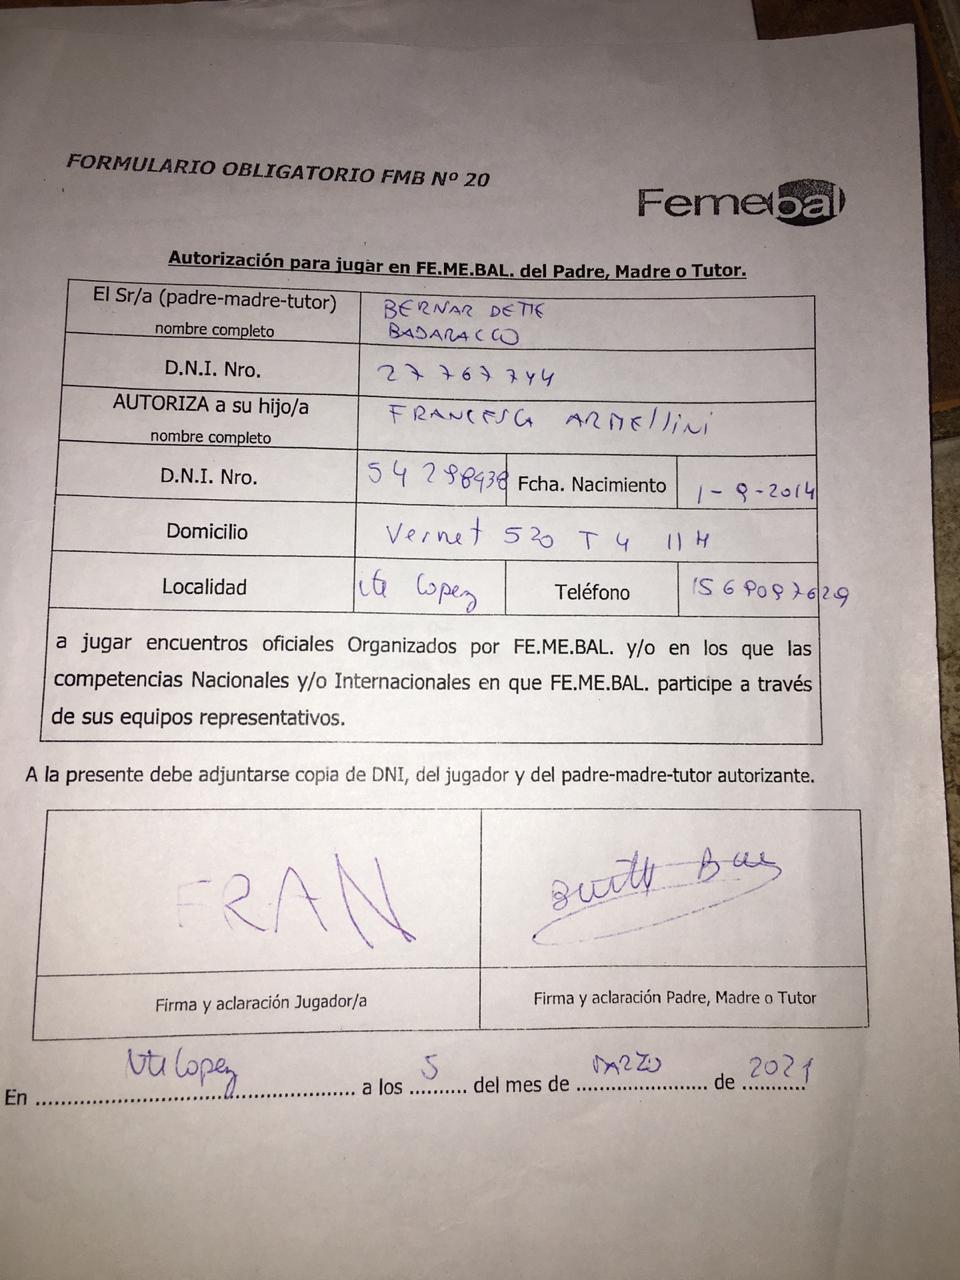 FORMULARIO OBLIGATORIO FMB Nº 20
Femebal
Autorización para jugar en FE.ME.BAL. del Padre, Madre o Tutor.
El Sr/a (padre-madre-tutor)
nombre completo
BERNARDETTE
BADARACCO
D.N.I. Nro.
27767744
AUTORIZA a su hijo/a
nombre completo
FRANCESCA ARMELLINI
D.N.I. Nro.
54298938
Fcha. Nacimiento
1-9-2014
Domicilio
Vernet 520 T4 11H
Localidad
Vte Lopez
Teléfono
1569097629
a jugar encuentros oficiales Organizados por FE.ME.BAL. y/o en los que las
competencias Nacionales y/o Internacionales en que FE.ME.BAL. participe a través
de sus equipos representativos.
A la presente debe adjuntarse copia de DNI, del jugador y del padre-madre-tutor autorizante.
FRAN
Firma y aclaración Jugador/a
Firma y aclaración Padre, Madre o Tutor
En Vte Lopez a los 5 del mes de MARZO de 2021